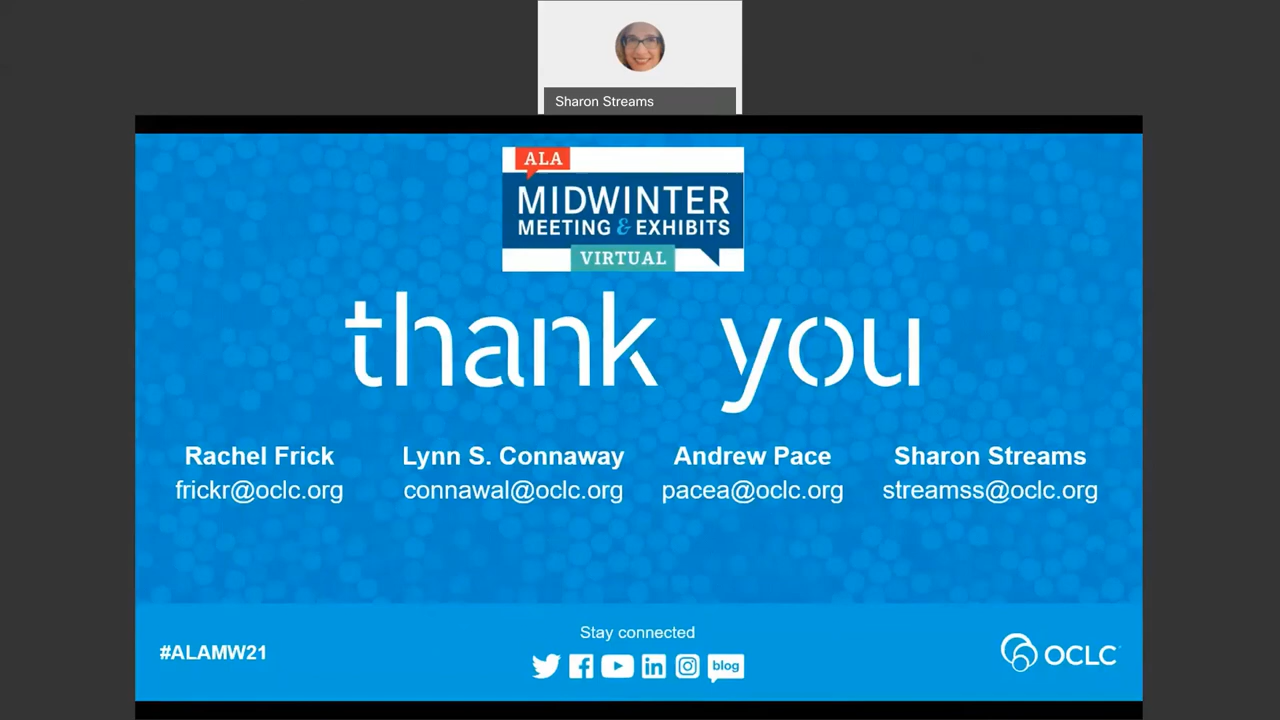 Sharon Streams
ALA
MIDWINTER
MEETING & EXHIBITS
VIRTUAL
thank you
Rachel Frick
frickr@oclc.org
Lynn S. Connaway
connawal@oclc.org
Andrew Pace
pacea@oclc.org
Sharon Streams
streamss@oclc.org
Stay connected
#ALAMW21
in
blog
OCLC